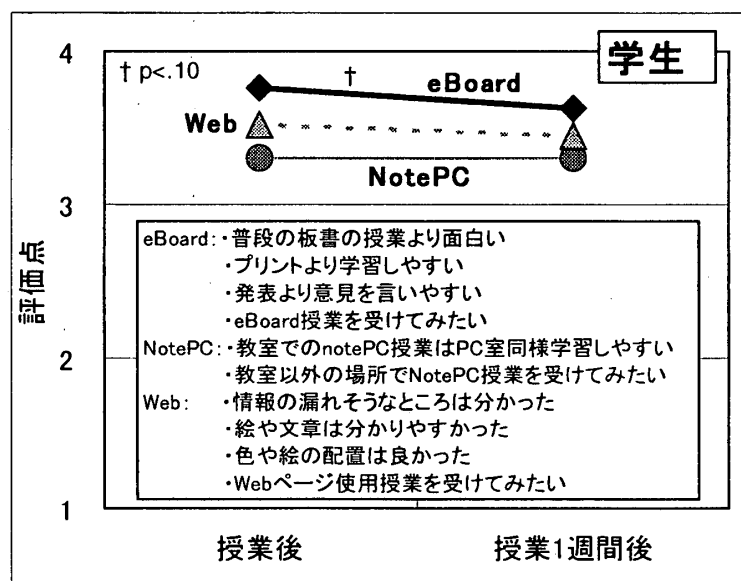 4
† p<.10
†
eBoard
学生
Web
NotePC
3
評価点
eBoard:・普段の板書の授業より面白い
・プリントより学習しやすい
・発表より意見を言いやすい
・eBoard授業を受けてみたい
2
NotePC:・教室でのnotePC授業はPC室同様学習しやすい
・教室以外の場所でNotePC授業を受けてみたい
Web: ・情報の漏れそうなところは分かった
・絵や文章は分かりやすかった
・色や絵の配置は良かった
・Webページ使用授業を受けてみたい
1
授業後 授業1週間後